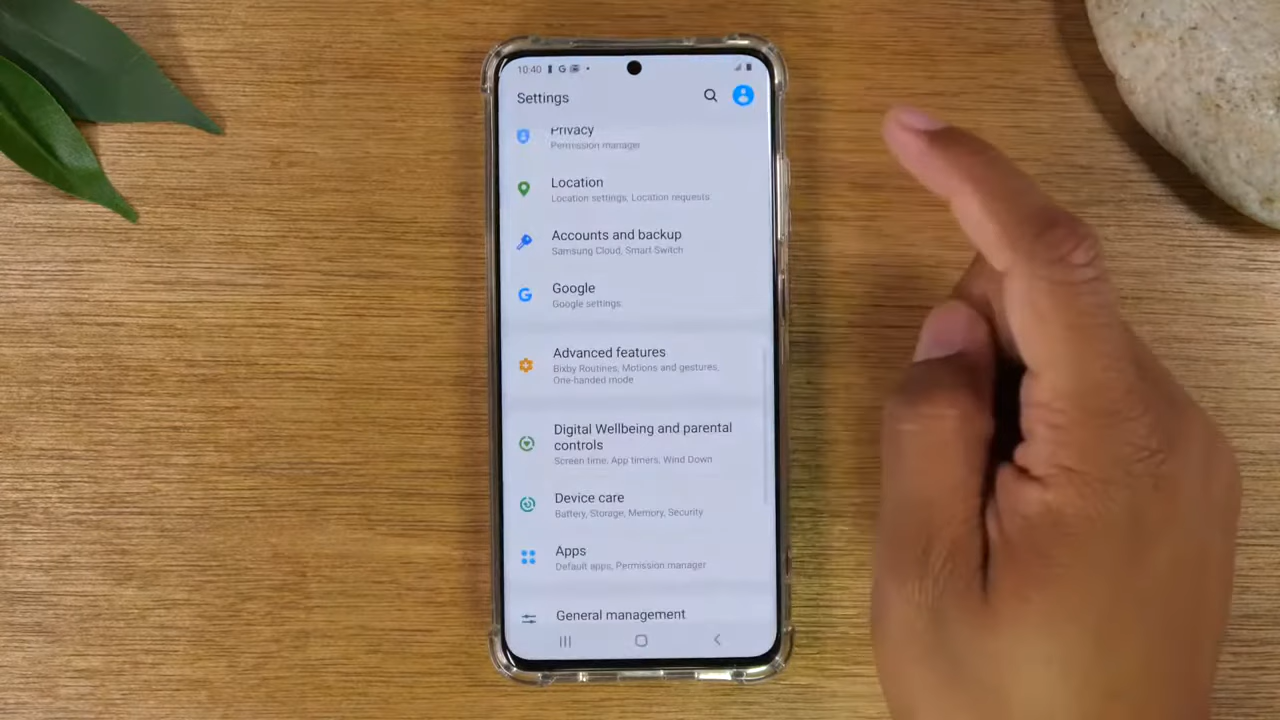 10:40
Settings
Privacy
Permission manager
Location
Location settings, Location requests
Accounts and backup
Samsung Cloud, Smart Switch
Google
Google settings
Advanced features
Bixby Routines, Motions and gestures,
One-handed mode
Digital Wellbeing and parental
controls
Screen time, App timers, Wind Down
Device care
Battery, Storage, Memory, Security
Apps
Default apps, Permission manager
General management